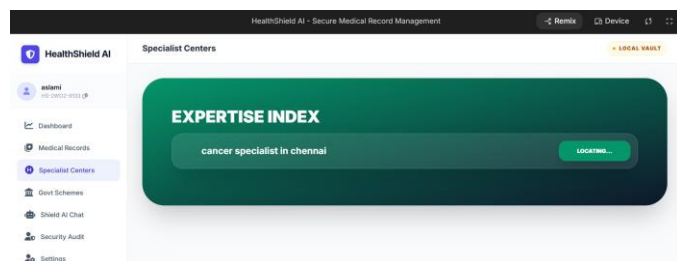 HealthShield AI - Secure Medical Record Management
Remix
Device
HealthShield AI
Specialist Centers
LOCAL VAULT
aslami
EXPERTISE INDEX
cancer specialist in chennai
LOCATING...
Dashboard
Medical Records
Specialist Centers
Govt Schemes
Shield AI Chat
Security Audit
Settings